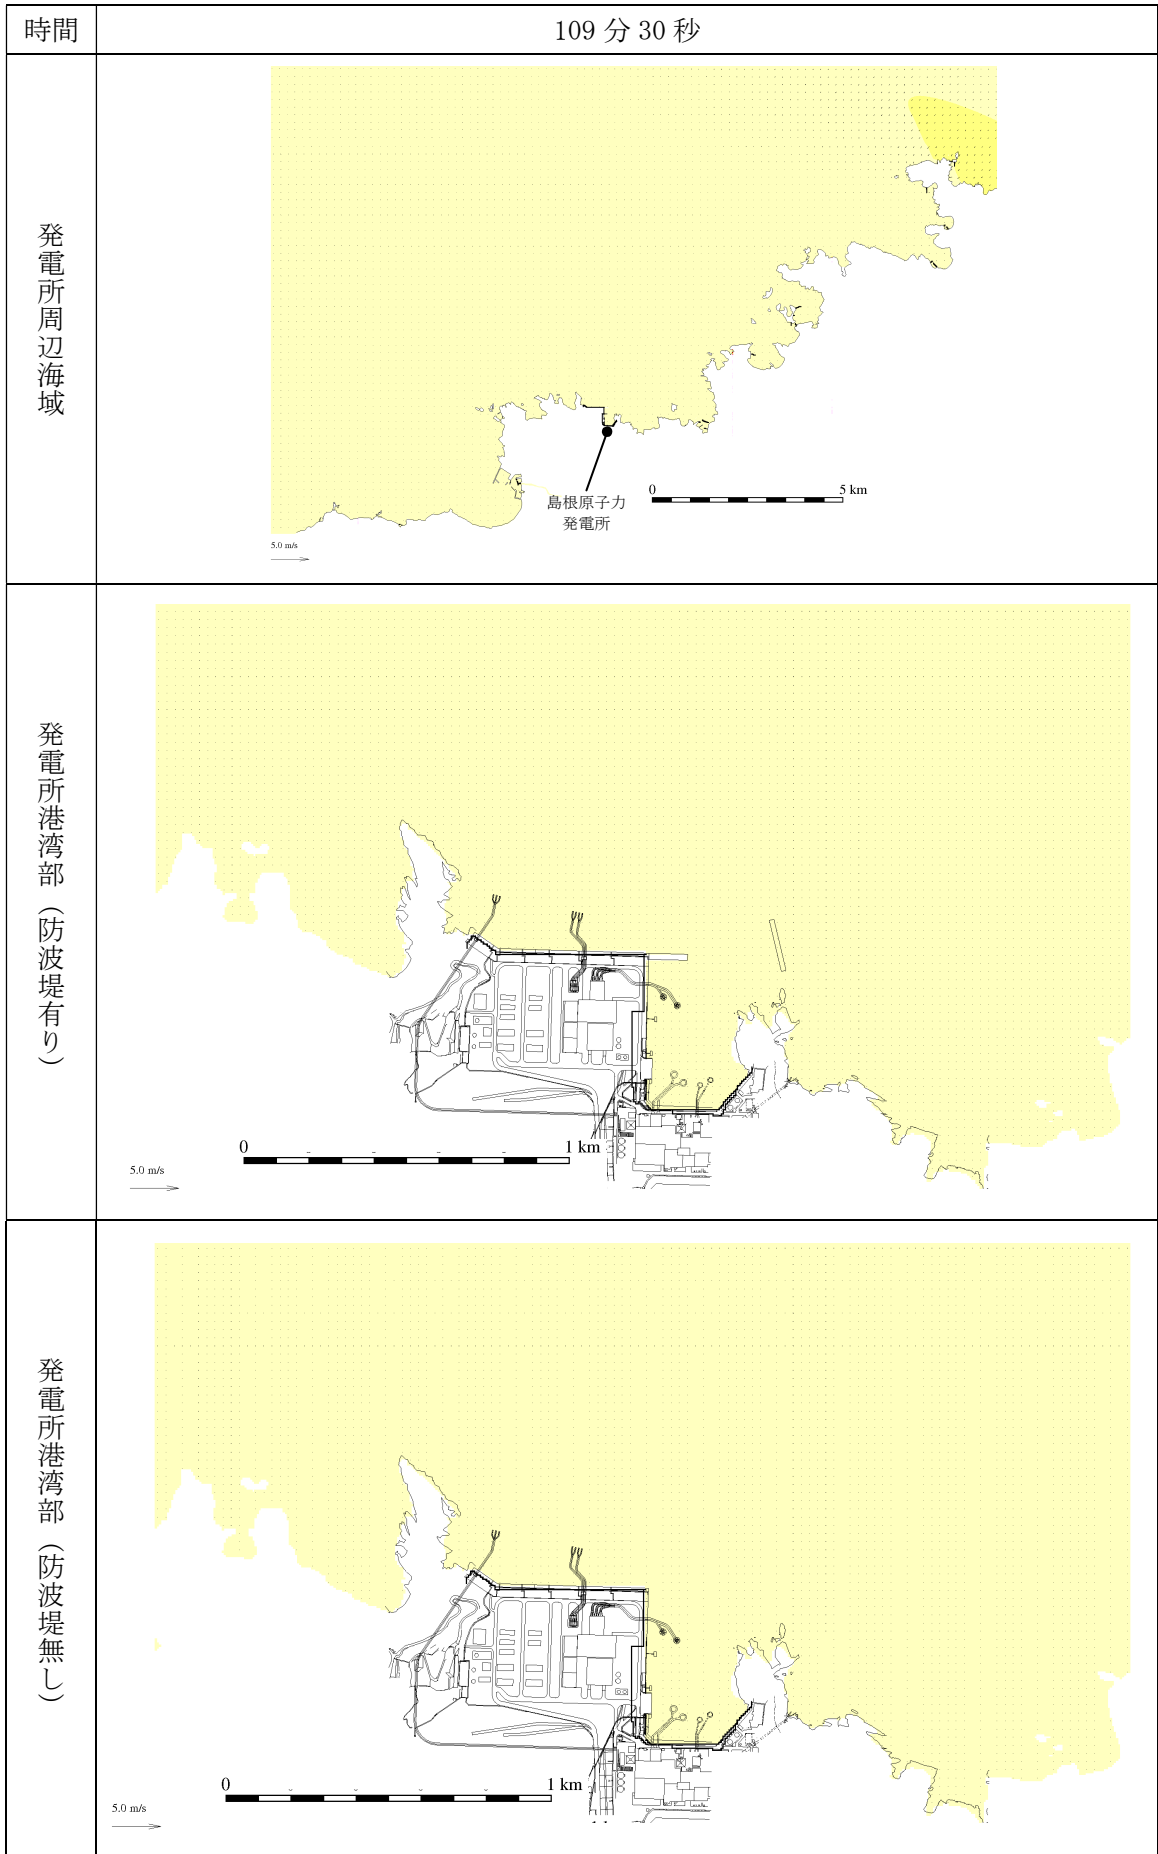 時間
109 分 30 秒
発電所周辺海域
島根原子力
発電所
0
5 km
5.0 m/s
発電所港湾部（防波堤有り）
0
1 km
5.0 m/s
発電所港湾部（防波堤無し）
0
1 km
5.0 m/s